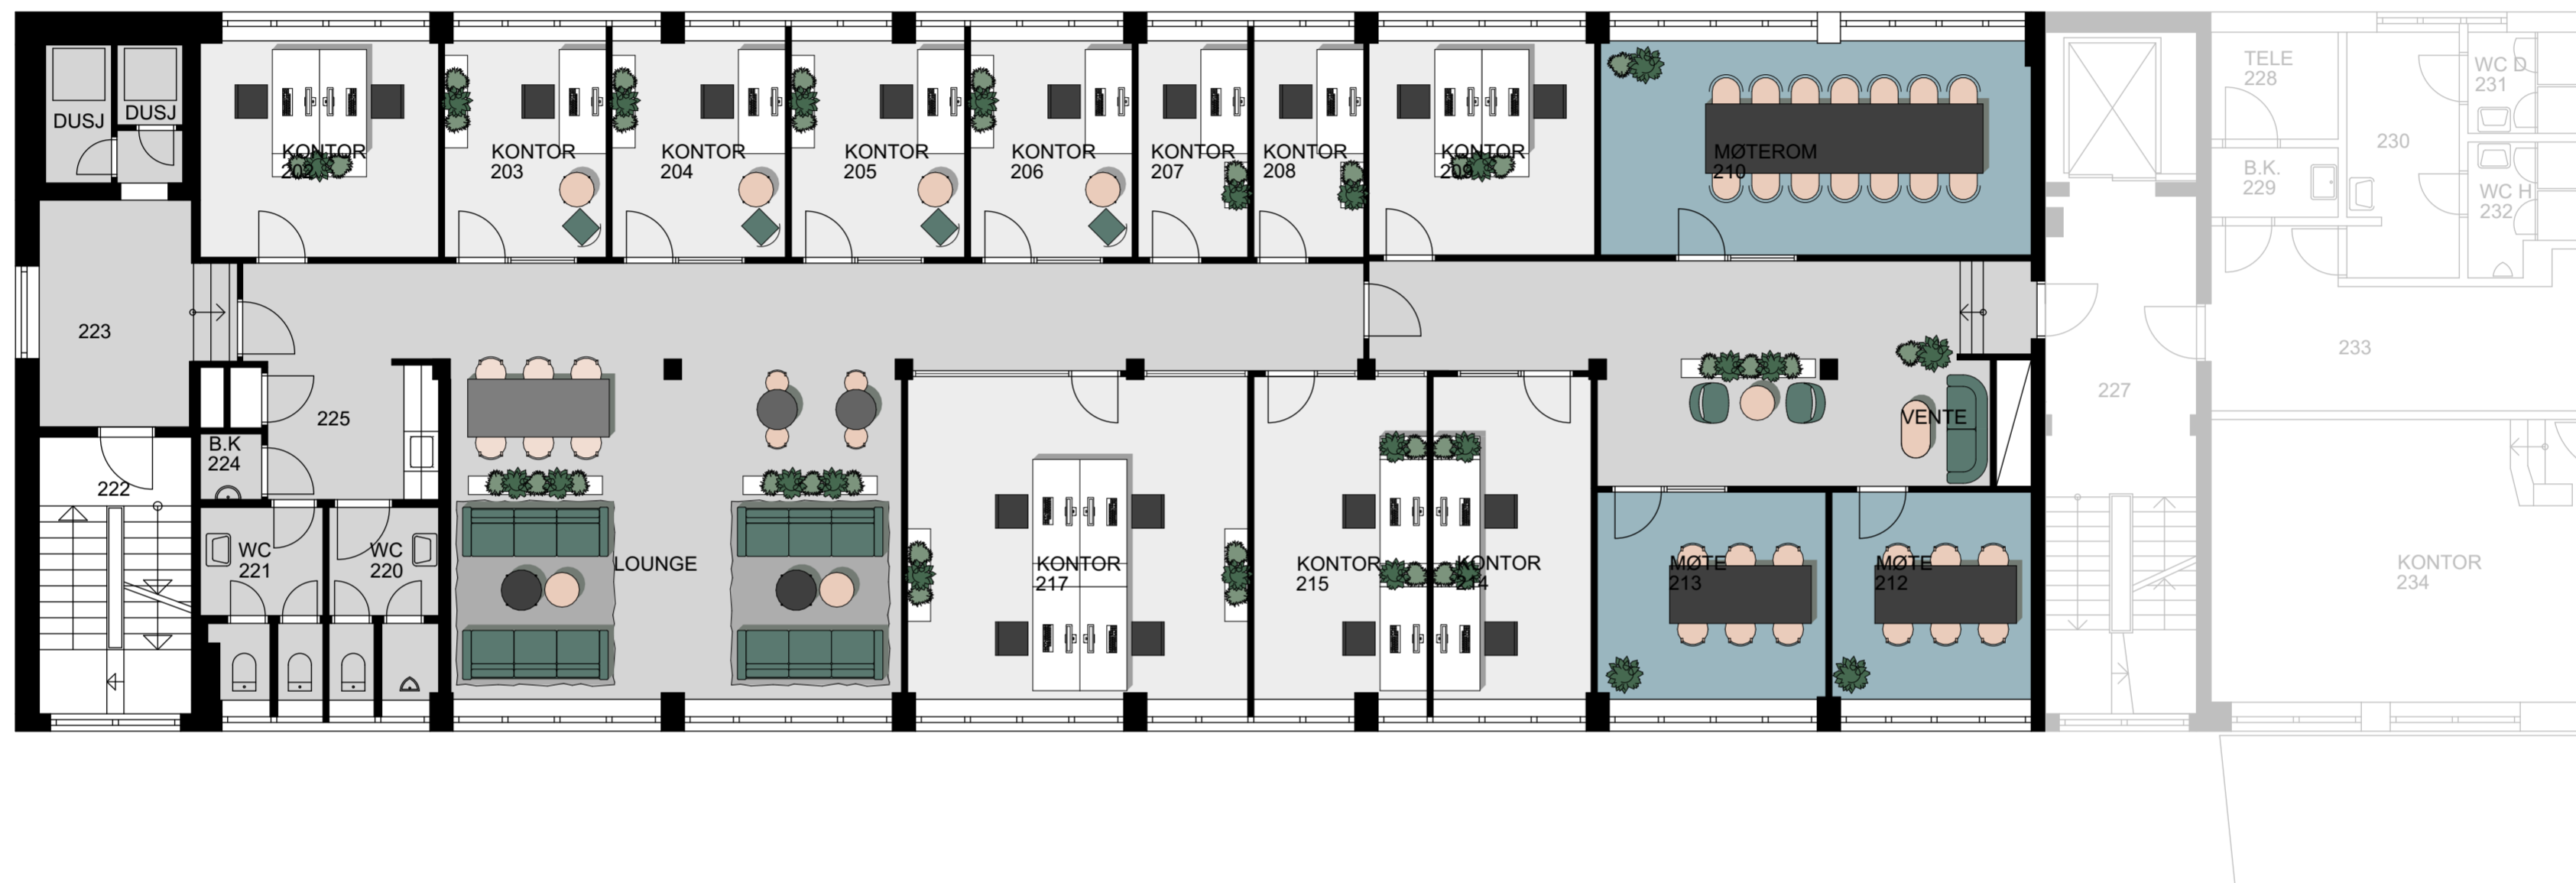 DUSJ
DUSJ
KONTOR
202
KONTOR
203
KONTOR
204
KONTOR
205
KONTOR
206
KONTOR
207
KONTOR
208
KONTOR
209
MØTEROM
210
TELE
228
B.K.
229
230
WC D
231
WC H
232
223
225
B.K
224
222
WC
221
WC
220
LOUNGE
KONTOR
217
KONTOR
215
KONTOR
214
VENTE
MØTE
213
MØTE
212
227
233
KONTOR
234